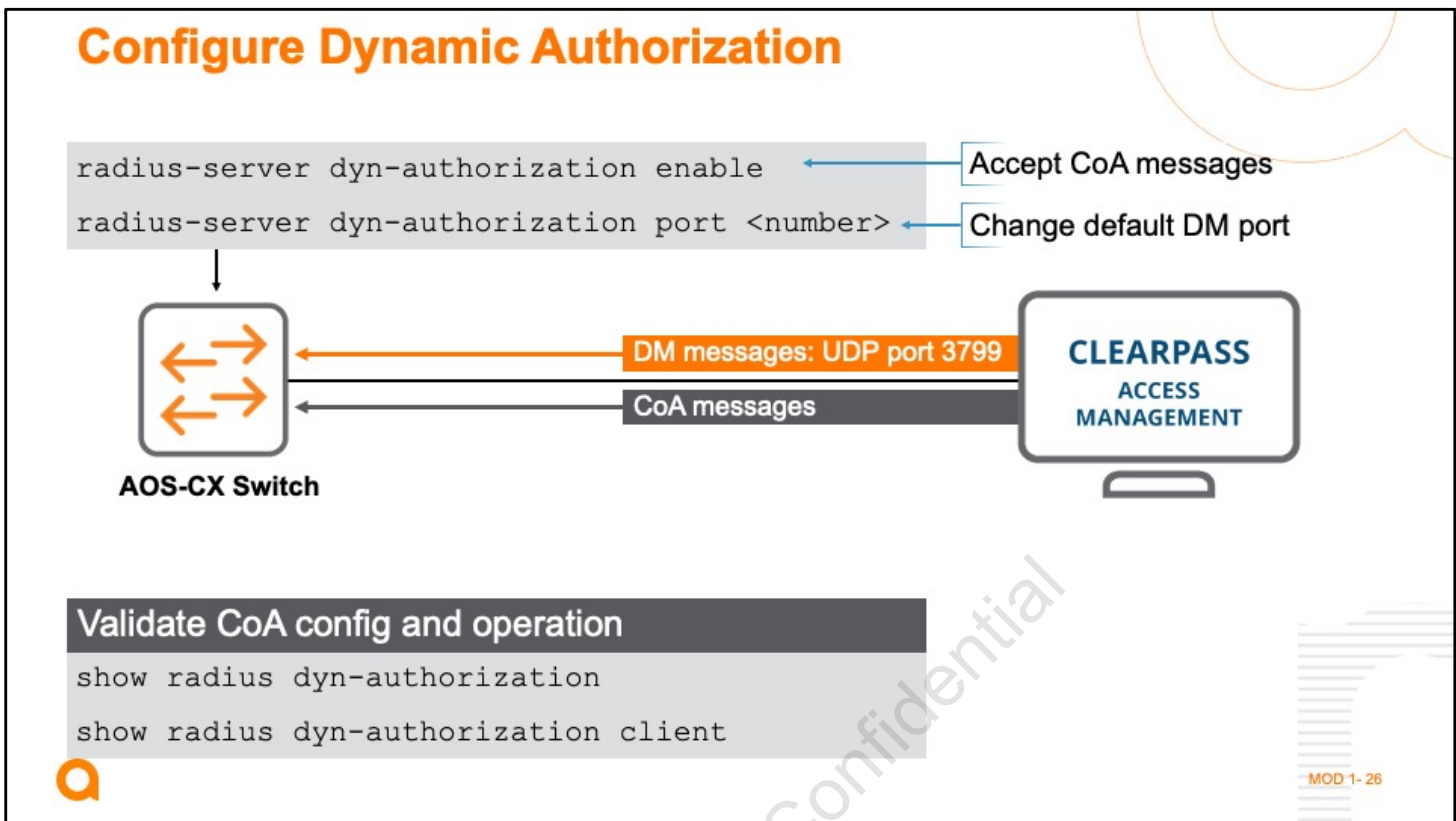 Configure Dynamic Authorization
radius-server dyn-authorization enable
Accept CoA messages
radius-server dyn-authorization port <number>
Change default DM port
DM messages: UDP port 3799
CoA messages
CLEARPASS
ACCESS
MANAGEMENT
AOS-CX Switch
Validate CoA config and operation
show radius dyn-authorization
show radius dyn-authorization client
Confidential
MOD 1- 26